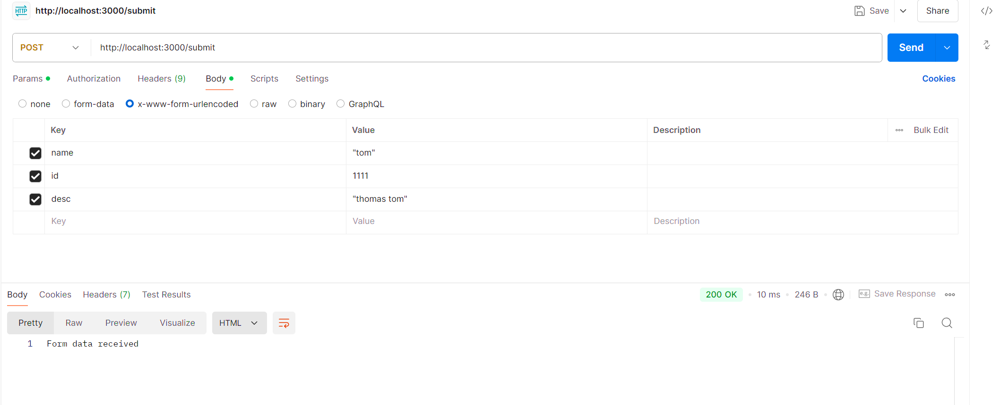 HTTP http://localhost:3000/submit Save Share
POST http://localhost:3000/submit Send
Params Authorization Headers (9) Body Scripts Settings Cookies
none form-data x-www-form-urlencoded raw binary GraphQL
Key Value Description Bulk Edit
name "tom"
id 1111
desc "thomas tom"
Key Value Description
Body Cookies Headers (7) Test Results 200 OK 10 ms 246 B e.g. Save Response
Pretty Raw Preview Visualize HTML
1 Form data received